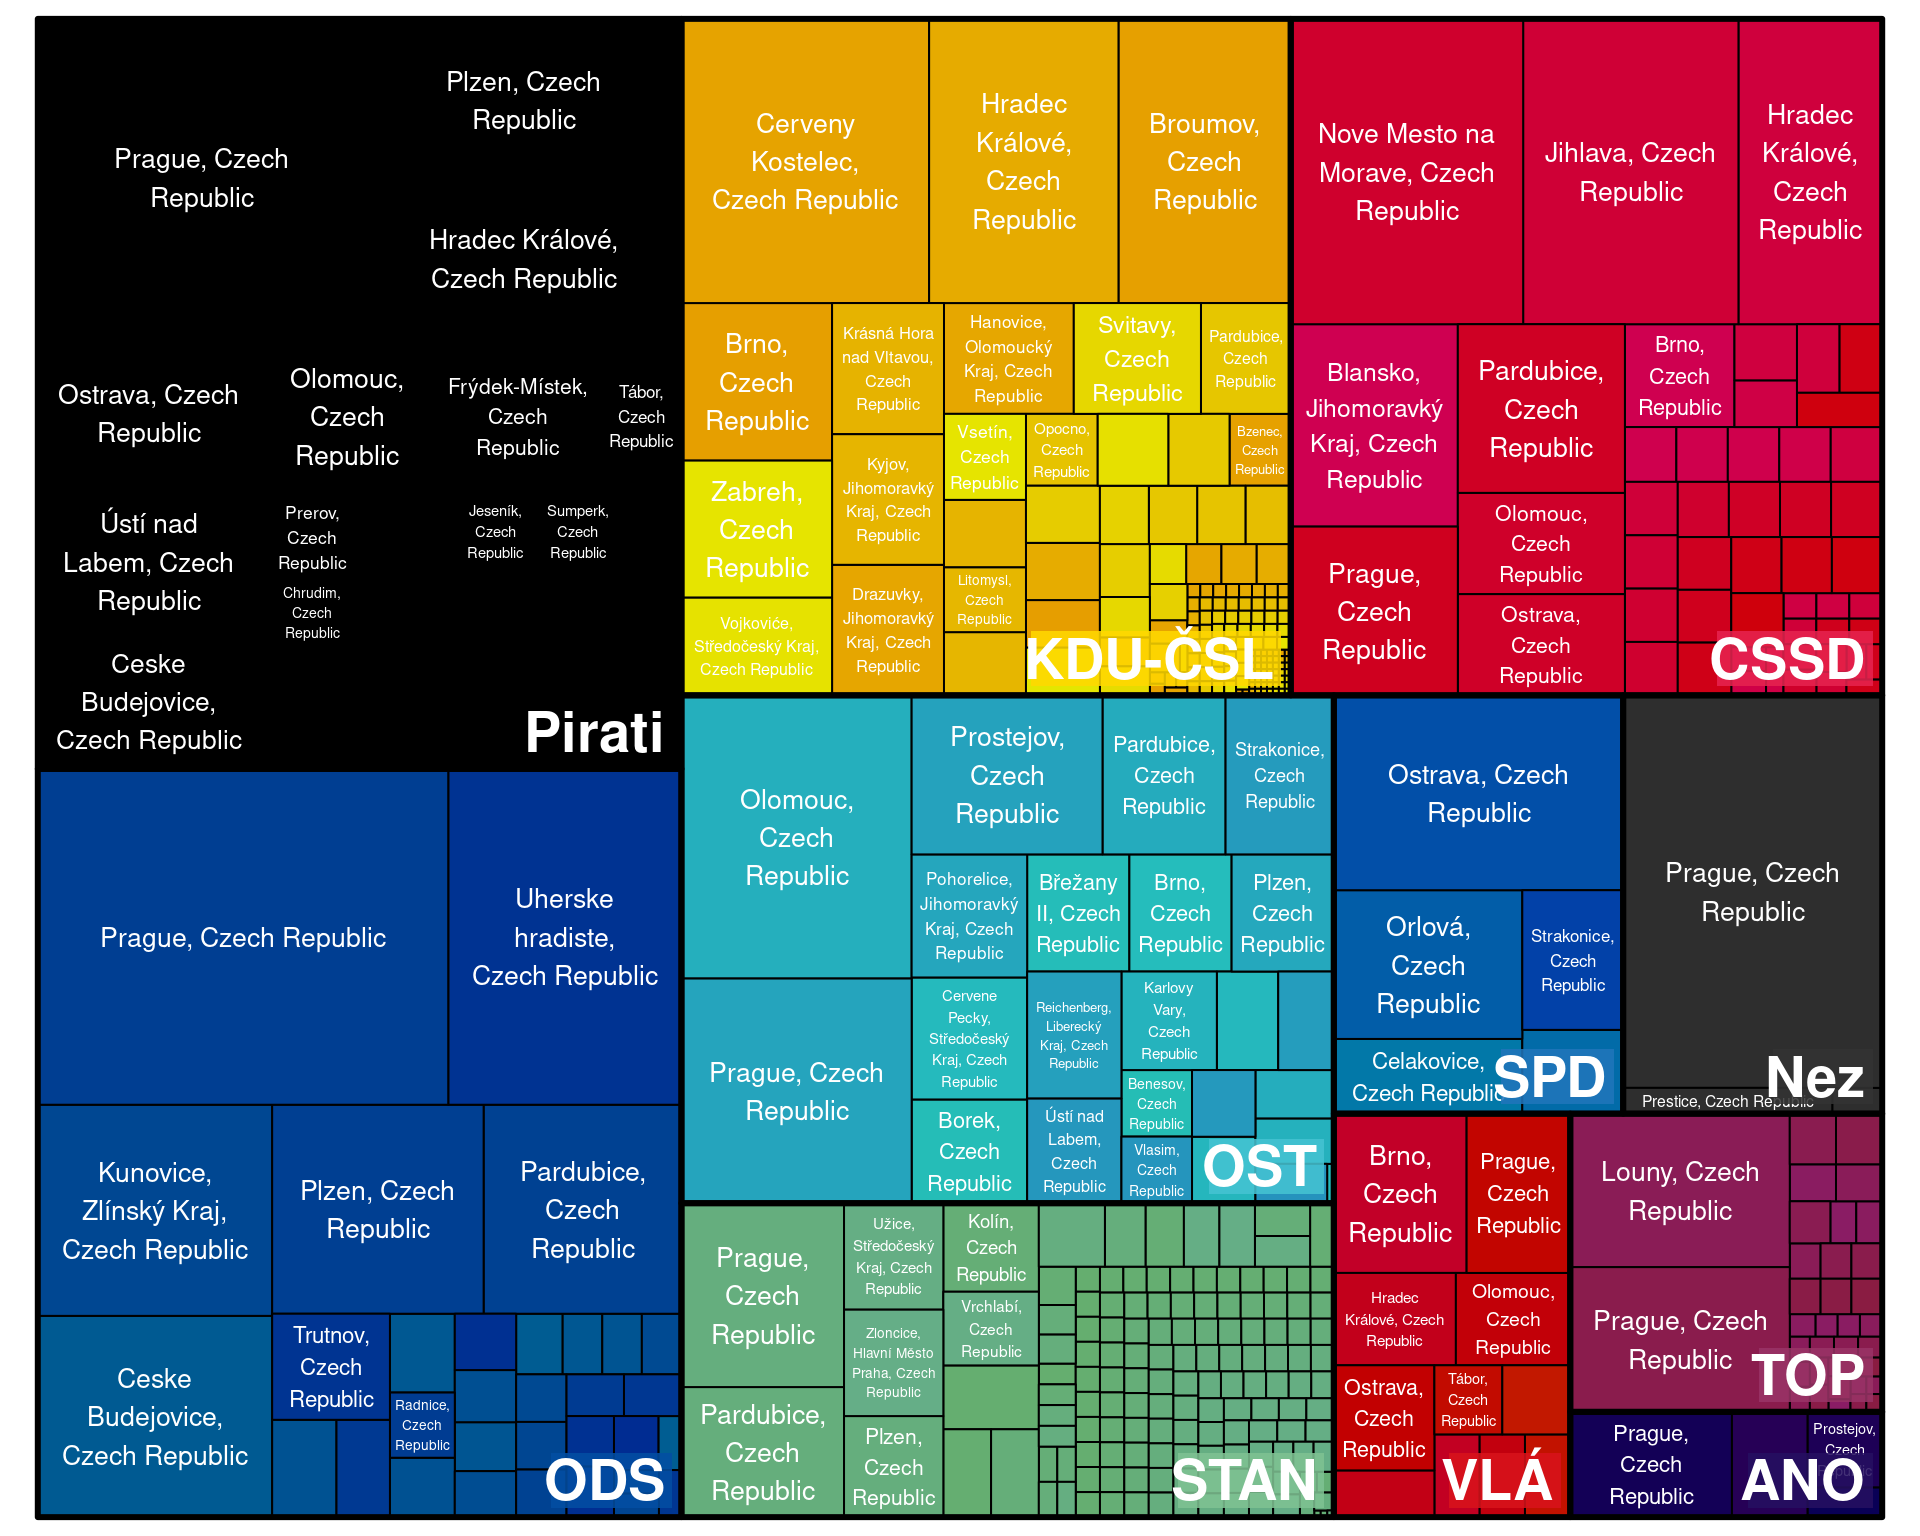 Prague, Czech
Republic
Plzen, Czech
Republic
Hradec Králové,
Czech Republic
Ostrava, Czech
Republic
Olomouc,
Czech
Republic
Frýdek-Místek,
Czech
Republic
Tábor,
Czech
Republic
Ústí nad
Labem, Czech
Republic
Prerov,
Czech
Republic
Jeseník,
Czech
Republic
Sumperk,
Czech
Republic
Chrudim,
Czech
Republic
Ceske
Budejovice,
Czech Republic
Pirati
Cerveny
Kostelec,
Czech Republic
Hradec
Králové,
Czech
Republic
Broumov,
Czech
Republic
Brno,
Czech
Republic
Krásná Hora
nad Vltavou,
Czech
Republic
Hanovice,
Olomoucký
Kraj, Czech
Republic
Svitavy,
Czech
Republic
Pardubice,
Czech
Republic
Zabreh,
Czech
Republic
Kyjov,
Jihomoravký
Kraj, Czech
Republic
Vsetín,
Czech
Republic
Opocno,
Czech
Republic
Bzenec,
Czech
Republic
Vojkoviće,
Středočeský Kraj,
Czech Republic
Drazuvky,
Jihomoravký
Kraj, Czech
Republic
Litomysl,
Czech
Republic
KDU-ČSL
Nove Mesto na
Morave, Czech
Republic
Jihlava, Czech
Republic
Hradec
Králové,
Czech
Republic
Blansko,
Jihomoravký
Kraj, Czech
Republic
Pardubice,
Czech
Republic
Brno,
Czech
Republic
Prague,
Czech
Republic
Olomouc,
Czech
Republic
Ostrava,
Czech
Republic
CSSD
Prague, Czech Republic
Uherske
hradiste,
Czech Republic
Kunovice,
Zlínský Kraj,
Czech Republic
Plzen, Czech
Republic
Pardubice,
Czech
Republic
Ceske
Budejovice,
Czech Republic
Trutnov,
Czech
Republic
Radnice,
Czech
Republic
ODS
Olomouc,
Czech
Republic
Prostejov,
Czech
Republic
Pardubice,
Czech
Republic
Strakonice,
Czech
Republic
Pohorelice,
Jihomoravký
Kraj, Czech
Republic
Břežany
II, Czech
Republic
Brno,
Czech
Republic
Plzen,
Czech
Republic
Prague, Czech
Republic
Cervene
Pecky,
Středočeský
Kraj, Czech
Republic
Reichenberg,
Liberecký
Kraj, Czech
Republic
Karlovy
Vary,
Czech
Republic
Borek,
Czech
Republic
Ústí nad
Labem,
Czech
Republic
Benesov,
Czech
Republic
Vlasim,
Czech
Republic
OST
Prague,
Czech
Republic
Užice,
Středočeský
Kraj, Czech
Republic
Kolín,
Czech
Republic
Zloncice,
Hlavní Město
Praha, Czech
Republic
Vrchlabí,
Czech
Republic
Pardubice,
Czech
Republic
Plzen,
Czech
Republic
STAN
Ostrava, Czech
Republic
Orlová,
Czech
Republic
Strakonice,
Czech
Republic
Celakovice,
Czech Republic
SPD
Prague, Czech
Republic
Prestice, Czech Republic
Nez
Brno,
Czech
Republic
Prague,
Czech
Republic
Hradec
Králové, Czech
Republic
Olomouc,
Czech
Republic
Ostrava,
Czech
Republic
Tábor,
Czech
Republic
VLÁ
Louny, Czech
Republic
Prague, Czech
Republic
TOP
Prague,
Czech
Republic
Prostejov,
Czech
ANO